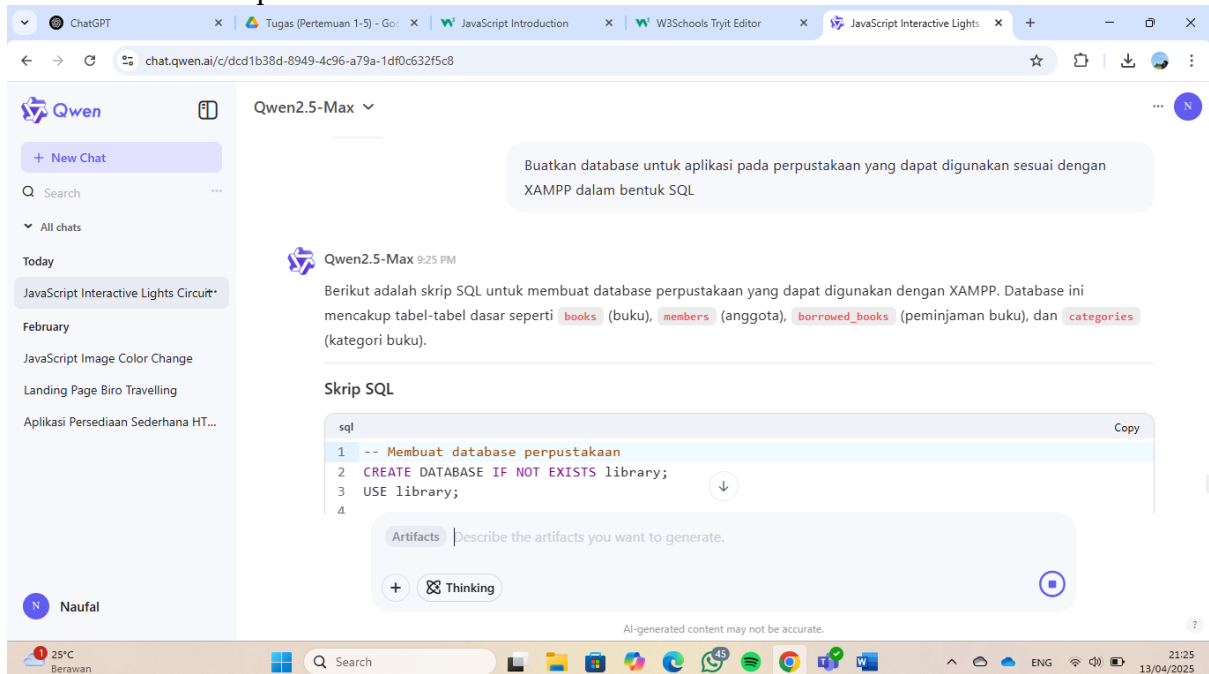 ChatGPT
Tugas (Pertemuan 1-5) - Goo
JavaScript Introduction
W3Schools Tryit Editor
JavaScript Interactive Lights
chat.qwen.ai/c/dcd1b38d-8949-4c96-a79a-1df0c632f5c8
Qwen
Qwen2.5-Max
N
+ New Chat
Search
All chats
Today
JavaScript Interactive Lights Circuit
February
JavaScript Image Color Change
Landing Page Biro Travelling
Aplikasi Persediaan Sederhana HT...
N Naufal
Buatkan database untuk aplikasi pada perpustakaan yang dapat digunakan sesuai dengan
XAMPP dalam bentuk SQL
Qwen2.5-Max 9:25 PM
Berikut adalah skrip SQL untuk membuat database perpustakaan yang dapat digunakan dengan XAMPP. Database ini
mencakup tabel-tabel dasar seperti books (buku), members (anggota), borrowed_books (peminjaman buku), dan categories
(kategori buku).
Skrip SQL
sql Copy
1 -- Membuat database perpustakaan
2 CREATE DATABASE IF NOT EXISTS library;
3 USE library;
4
Artifacts Describe the artifacts you want to generate.
+ Thinking
AI-generated content may not be accurate.
?
1
25°C
Berawan
Search
49
ENG
21:25
13/04/2025